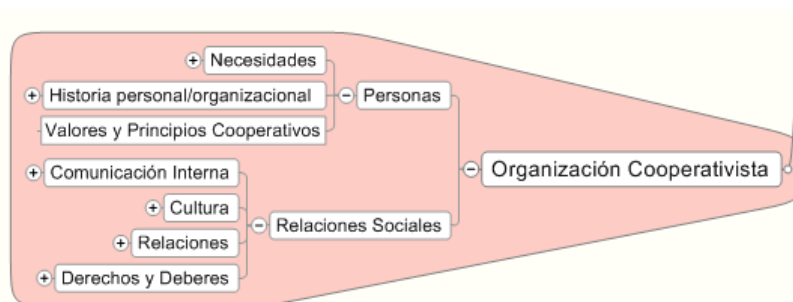 Necesidades
Historia personal/organizacional
Personas
Valores y Principios Cooperativos
Organización Cooperativista
Comunicación Interna
Cultura
Relaciones Sociales
Relaciones
Derechos y Deberes